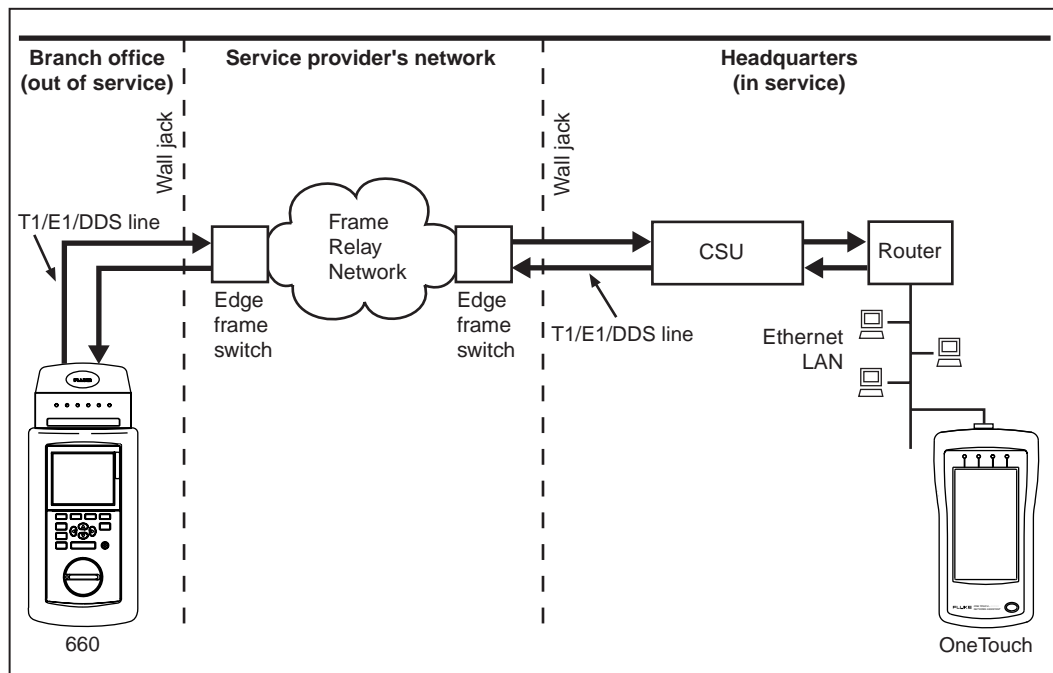 Branch office
(out of service)
Service provider's network
Headquarters
(in service)
Wall jack
Wall jack
T1/E1/DDS line
Frame
Relay
Network
CSU
Router
Edge
frame
switch
Edge
frame
switch
T1/E1/DDS line
Ethernet
LAN
FLUKE
FLUKE
660
OneTouch